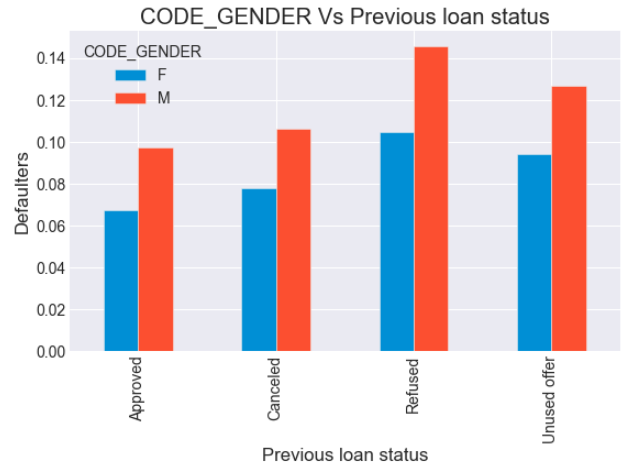 CODE_GENDER Vs Previous loan status
CODE_GENDER
F
M
Defaulters
0.14
0.12
0.10
0.08
0.06
0.04
0.02
0.00
Approved
Canceled
Refused
Unused offer
Previous loan status